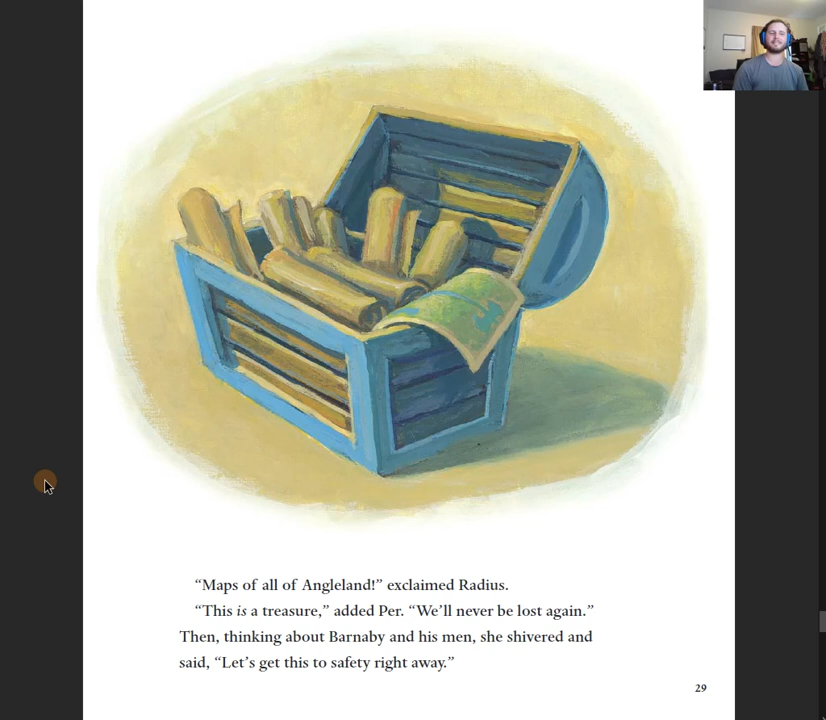 “Maps of all of Angleland!” exclaimed Radius.
“This is a treasure,” added Per. “We’ll never be lost again.”
Then, thinking about Barnaby and his men, she shivered and
said, “Let’s get this to safety right away.”
29